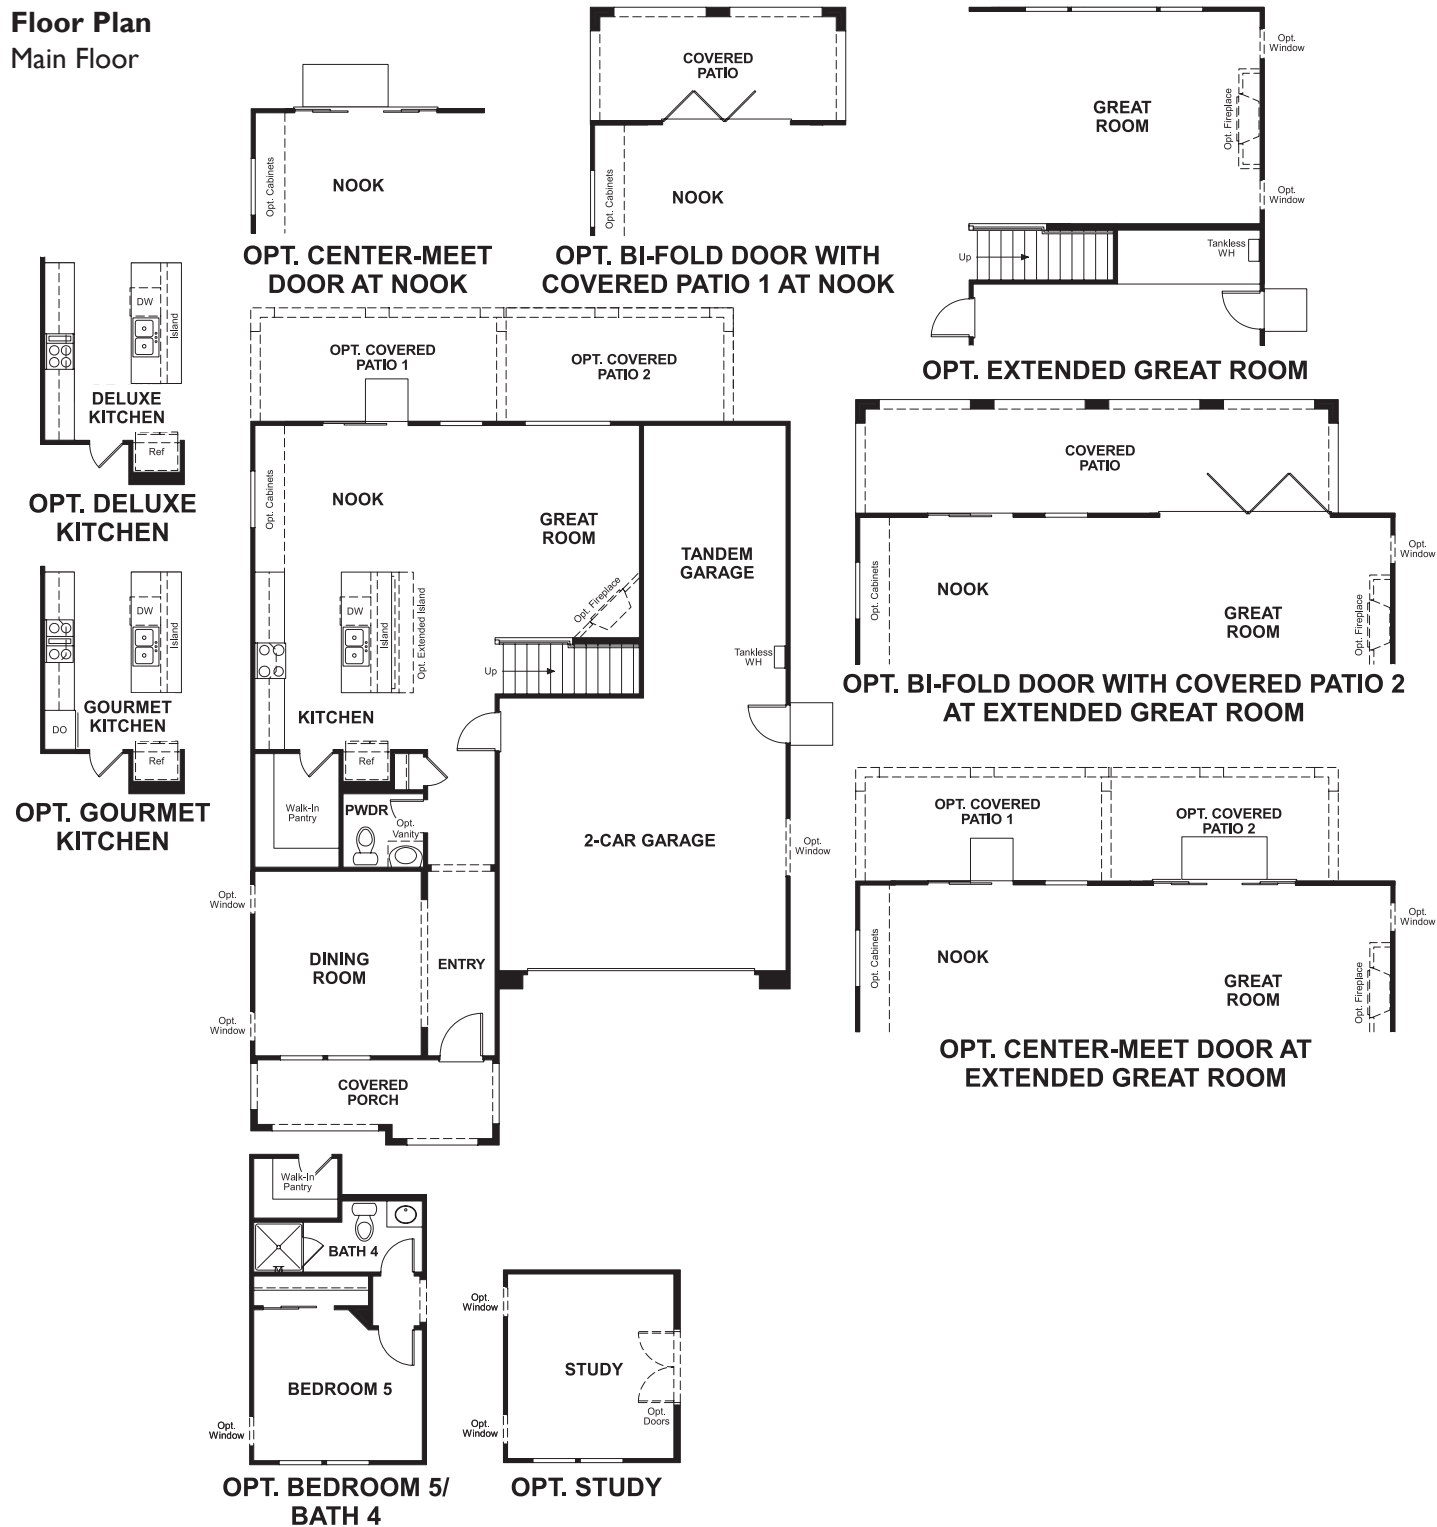 Floor Plan
Main Floor
Opt. Cabinets
NOOK
OPT. CENTER-MEET
DOOR AT NOOK
COVERED
PATIO
Opt. Cabinets
NOOK
OPT. BI-FOLD DOOR WITH
COVERED PATIO 1 AT NOOK
GREAT
ROOM
Opt.
Window
Opt. Fireplace
Opt.
Window
Up
Tankless
WH
OPT. EXTENDED GREAT ROOM
DW
Island
DELUXE
KITCHEN
Ref
OPT. DELUXE
KITCHEN
DW
Island
GOURMET
KITCHEN
DO
Ref
OPT. GOURMET
KITCHEN
OPT. COVERED
PATIO 1
OPT. COVERED
PATIO 2
Opt. Cabinets
NOOK
GREAT
ROOM
TANDEM
GARAGE
Opt. Fireplace
DW
Island
Opt. Extended Island
Up
Tankless
WH
KITCHEN
Ref
Walk-In
Pantry
PWDR
Opt.
Vanity
2-CAR GARAGE
Opt.
Window
Opt.
Window
DINING
ROOM
ENTRY
Opt.
Window
COVERED
PORCH
COVERED
PATIO
Opt. Cabinets
NOOK
GREAT
ROOM
Opt.
Window
Opt. Fireplace
OPT. BI-FOLD DOOR WITH COVERED PATIO 2
AT EXTENDED GREAT ROOM
OPT. COVERED
PATIO 1
OPT. COVERED
PATIO 2
Opt. Cabinets
NOOK
GREAT
ROOM
Opt.
Window
Opt. Fireplace
OPT. CENTER-MEET DOOR AT
EXTENDED GREAT ROOM
Walk-In
Pantry
BATH 4
BEDROOM 5
Opt.
Window
OPT. BEDROOM 5/
BATH 4
Opt.
Window
STUDY
Opt.
Doors
Opt.
Window
OPT. STUDY